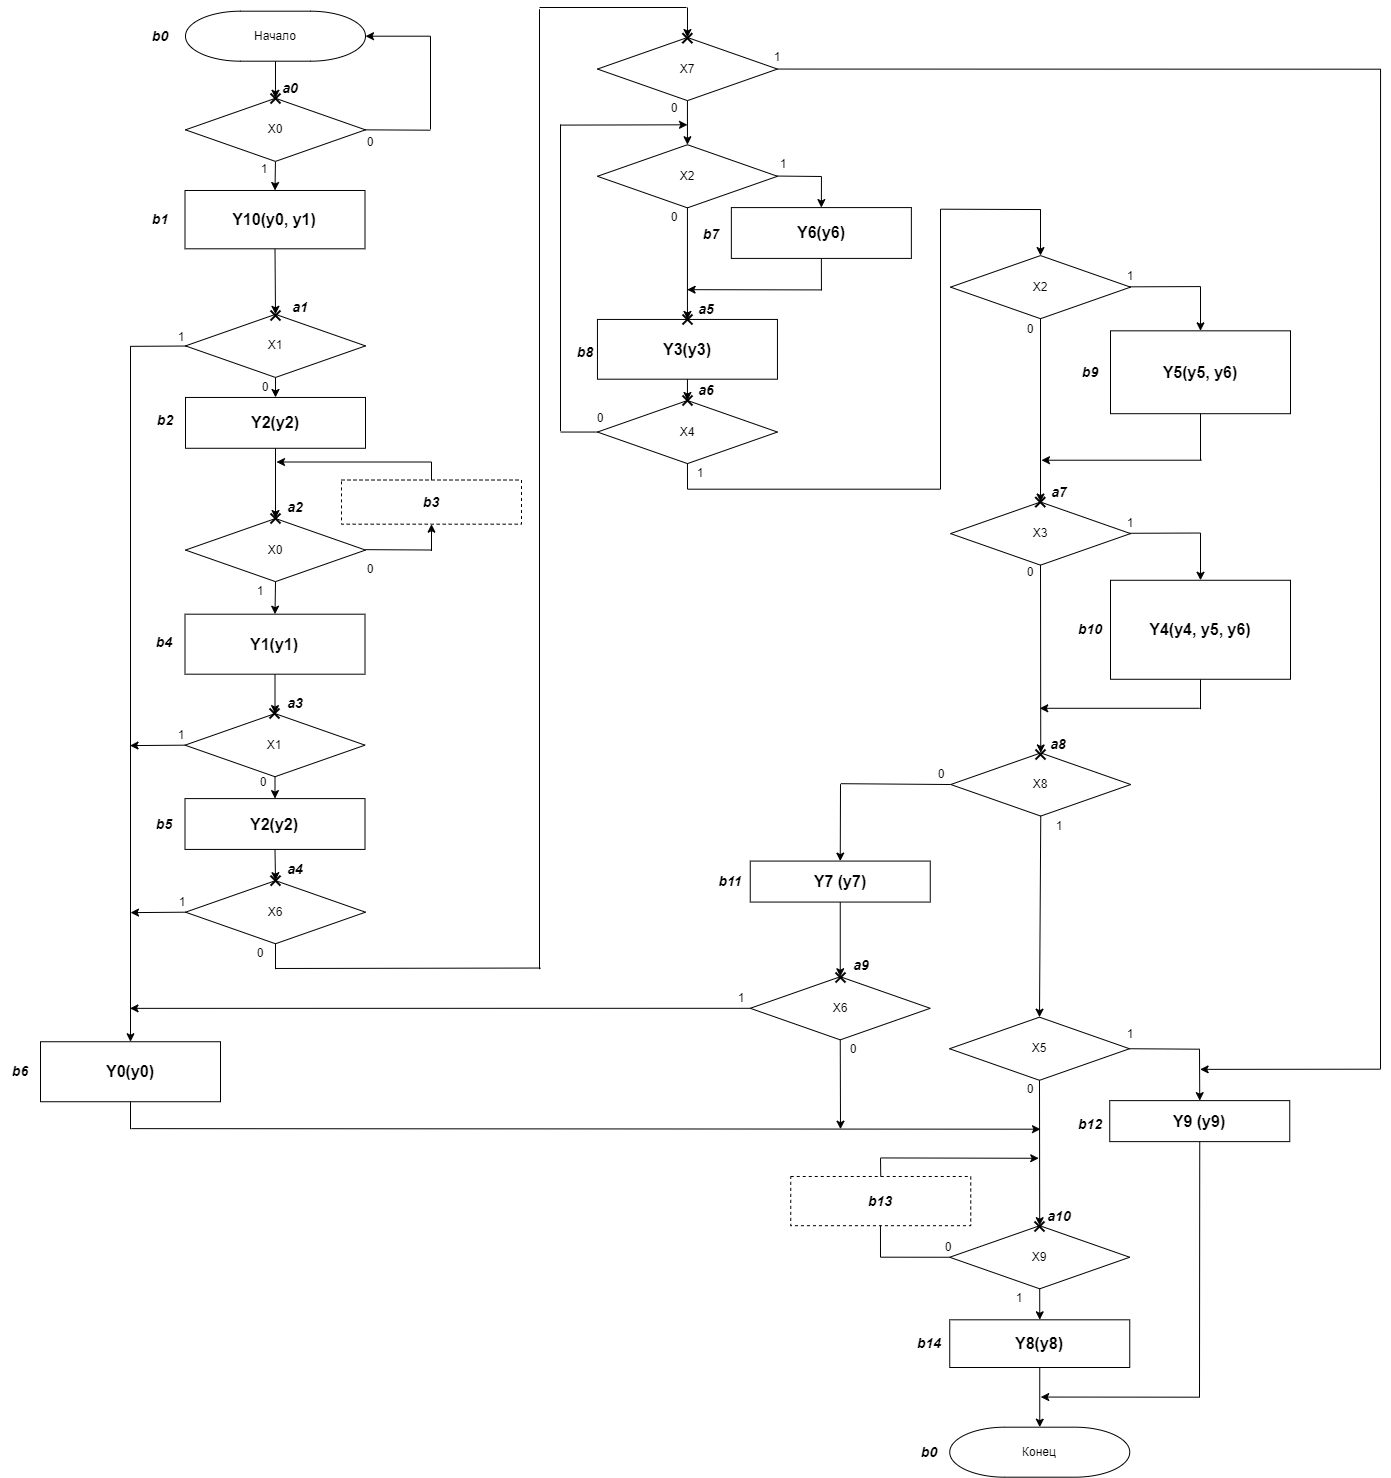 b0
Начало
a0
X0
0
1
b1
Y10(y0, y1)
a1
1
X1
0
b2
Y2(y2)
b3
a2
X0
0
1
b4
Y1(y1)
a3
1
X1
0
b5
Y2(y2)
a4
1
X6
0
b6
Y0(y0)
X7
1
0
X2
1
0
b7
Y6(y6)
a5
b8
Y3(y3)
a6
0
X4
1
X2
1
0
b9
Y5(y5, y6)
a7
X3
1
0
b10
Y4(y4, y5, y6)
a8
0
X8
1
b11
Y7 (y7)
a9
1
X6
0
X5
1
0
b12
Y9 (y9)
b13
a10
0
X9
1
b14
Y8(y8)
b0
Конец